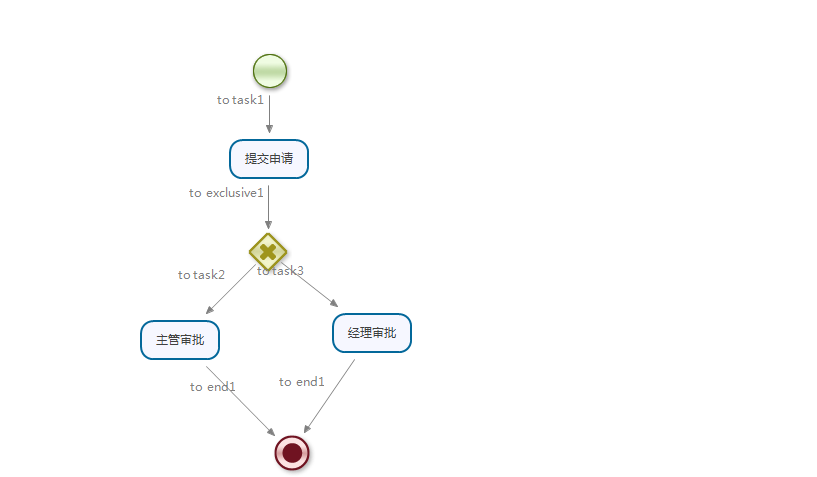 to task1
提交申请
to exclusive1
to task2
to task3
主管审批
经理审批
to end1
to end1